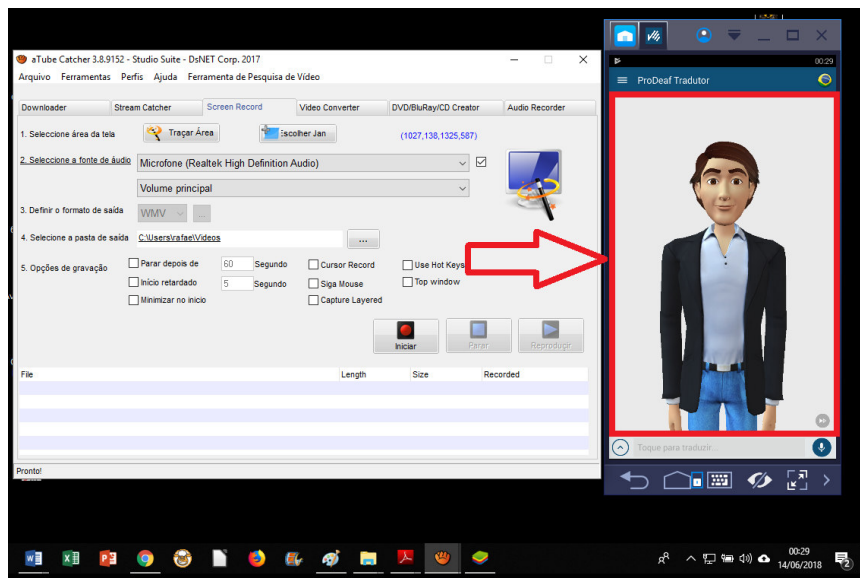 aTube Catcher 3.8.9152 - Studio Suite - DsNET Corp. 2017
Arquivo Ferramentas Perfis Ajuda Ferramenta de Pesquisa de Vídeo
Downloader Stream Catcher Screen Record Video Converter DVD/BluRay/CD Creator Audio Recorder
1. Seleccione área da tela Traçar Área Escolher Jan (1027,138,1325,587)
2. Seleccione a fonte de áudio Microfone (Realtek High Definition Audio)
Volume principal
3. Definir o formato de saída WMV ...
4. Selecione a pasta de saída C:\Users\rafae\Videos ...
5. Opções de gravação Parar depois de 60 Segundo Cursor Record Use Hot Keys
Início retardado 5 Segundo Siga Mouse Top window
Minimizar no inicio Capture Layered
Iniciar Parar Reproduçir
File Length Size Recorded
Pronto!
00:29
ProDeaf Tradutor
Toque para traduzir...
00:29
14/06/2018
2